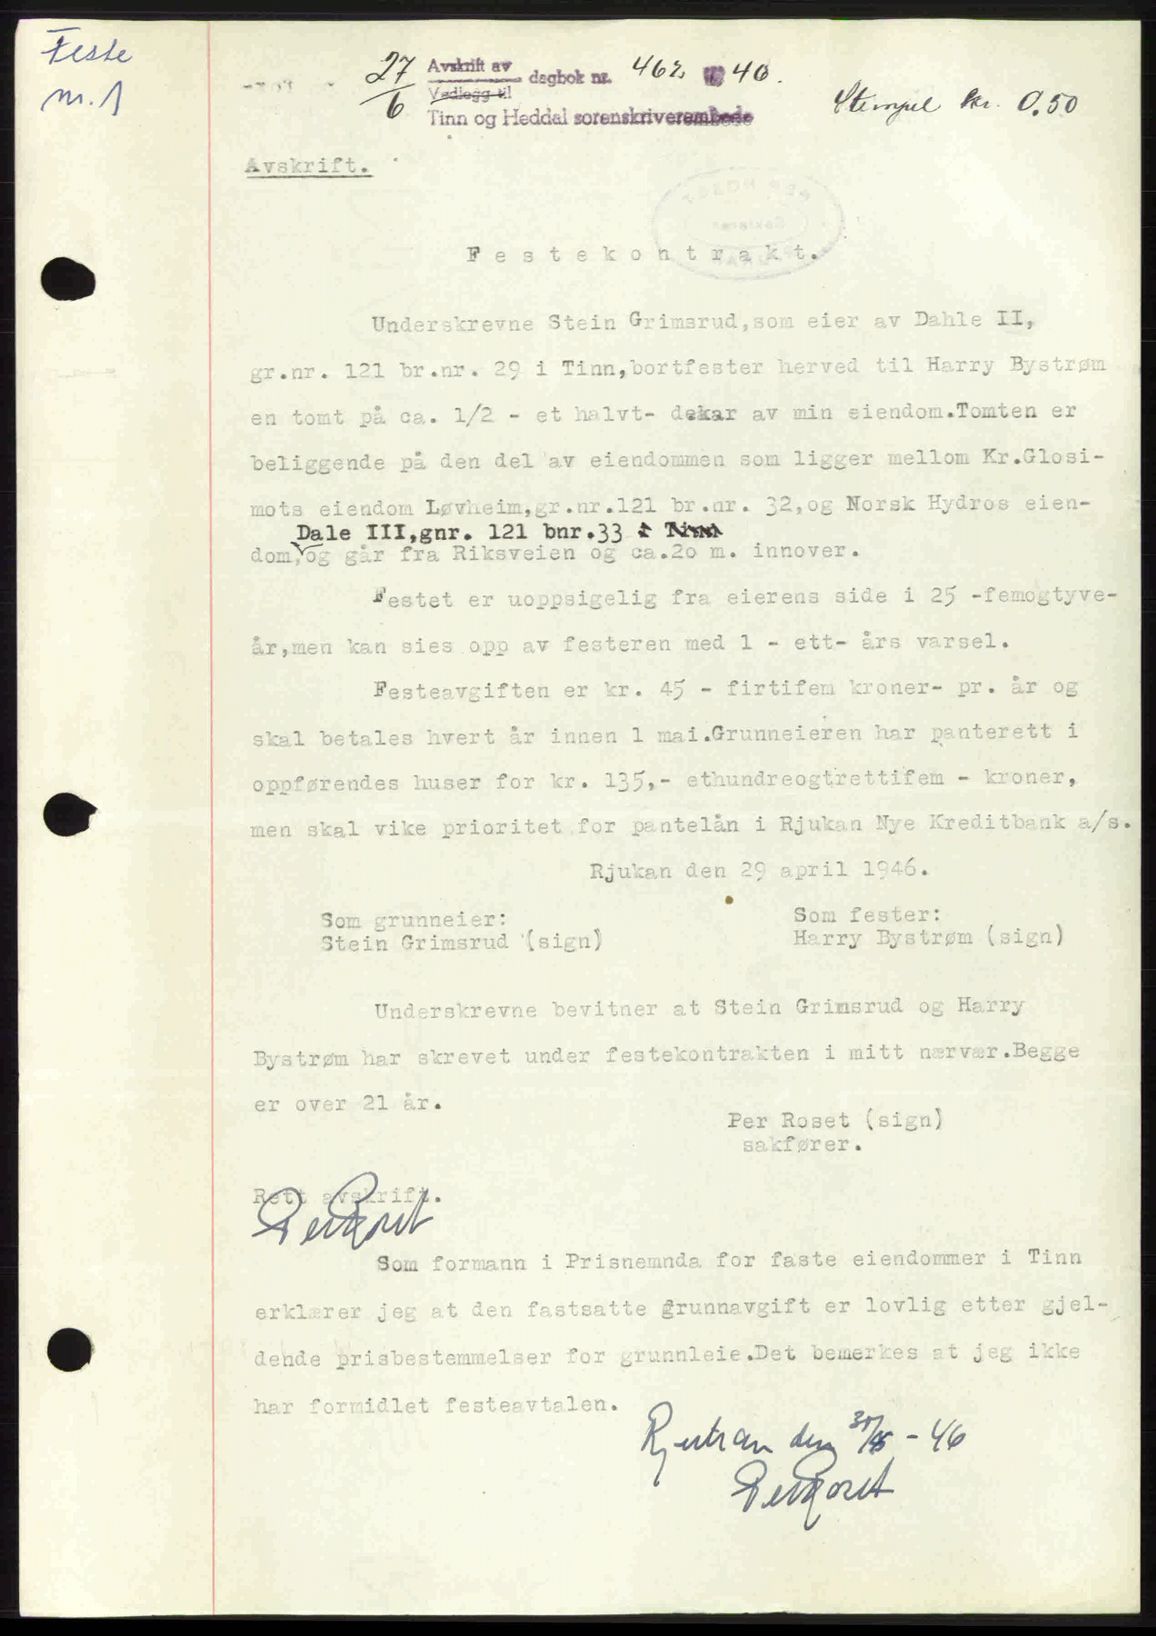 Feste
nr. 1
27/6 Avskrift av
Vedlegg til dagbok nr. 462 40.
Tinn og Heddal sorenskriverembede
Stempel kr. 0.50
Avskrift.
Festekontrakt.
Underskrevne Stein Grimsrud,som eier av Dahle II,
gr.nr. 121 br.nr. 29 i Tinn,bortfester herved til Harry Bystrøm
en tomt på ca. 1/2 - et halvt- dekar av min eiendom.Tomten er
beliggende på den del av eiendommen som ligger mellom Kr.Glosi-
mots eiendom Løvheim,gr.nr.121 br.nr. 32,og Norsk Hydros eien-
Dale III,gnr. 121 bnr.33 i Tinn
dom,og går fra Riksveien og ca.20 m. innover.
Festet er uoppsigelig fra eierens side i 25 -femogtyve-
år,men kan sies opp av festeren med 1 - ett- års varsel.
Festeavgiften er kr. 45 - firtifem kroner- pr. år og
skal betales hvert år innen 1 mai.Grunneieren har panterett i
oppførendes huser for kr. 135,- ethundreogtrettifem - kroner,
men skal vike prioritet for pantelån i Rjukan Nye Kreditbank a/s.
Rjukan den 29 april 1946.
Som grunneier: Som fester:
Stein Grimsrud (sign) Harry Bystrøm (sign)
Underskrevne bevitner at Stein Grimsrud og Harry
Bystrøm har skrevet under festekontrakten i mitt nærvær.Begge
er over 21 år.
Per Roset (sign)
sakfører.
Rett avskrift.
Per Roset
Som formann i Prisnemnda for faste eiendommer i Tinn
erklærer jeg at den fastsatte grunnavgift er lovlig etter gjel-
dende prisbestemmelser for grunnleie.Det bemerkes at jeg ikke
har formidlet festeavtalen.
Rjukan den - 46
Per Roset